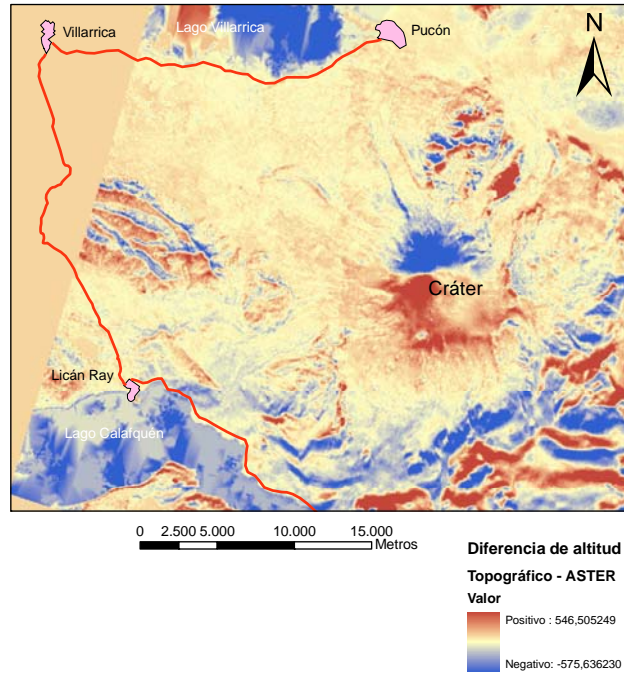 Villarrica
Lago Villarrica
Pucón
N
Cráter
Licán Ray
Lago Calafquén
0 2.500 5.000 10.000 15.000
Metros
Diferencia de altitud
Topográfico - ASTER
Valor
Positivo : 546,505249
Negativo: -575,636230